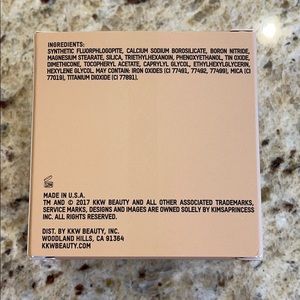 INGREDIENTS:
SYNTHETIC FLUORPHLOGOPITE, CALCIUM SODIUM BOROSILICATE, BORON NITRIDE,
MAGNESIUM STEARATE, SILICA, TRIETHYLHEXANOIN, PHENOXYETHANOL, TIN OXIDE,
DIMETHICONE, TOCOPHERYL ACETATE, CAPRYLYL GLYCOL, ETHYLHEXYLGLYCERIN,
HEXYLENE GLYCOL. MAY CONTAIN: IRON OXIDES (CI 77491, 77492, 77499), MICA (CI
77019), TITANIUM DIOXIDE (CI 77891).
MADE IN U.S.A.
TM AND © 2017 KKW BEAUTY AND ALL OTHER ASSOCIATED TRADEMARKS,
SERVICE MARKS, DESIGNS AND IMAGES ARE OWNED SOLELY BY KIMSAPRINCESS
INC. ALL RIGHTS RESERVED.
DIST. BY KKW BEAUTY, INC.
WOODLAND HILLS, CA 91364
KKWBEAUTY.COM